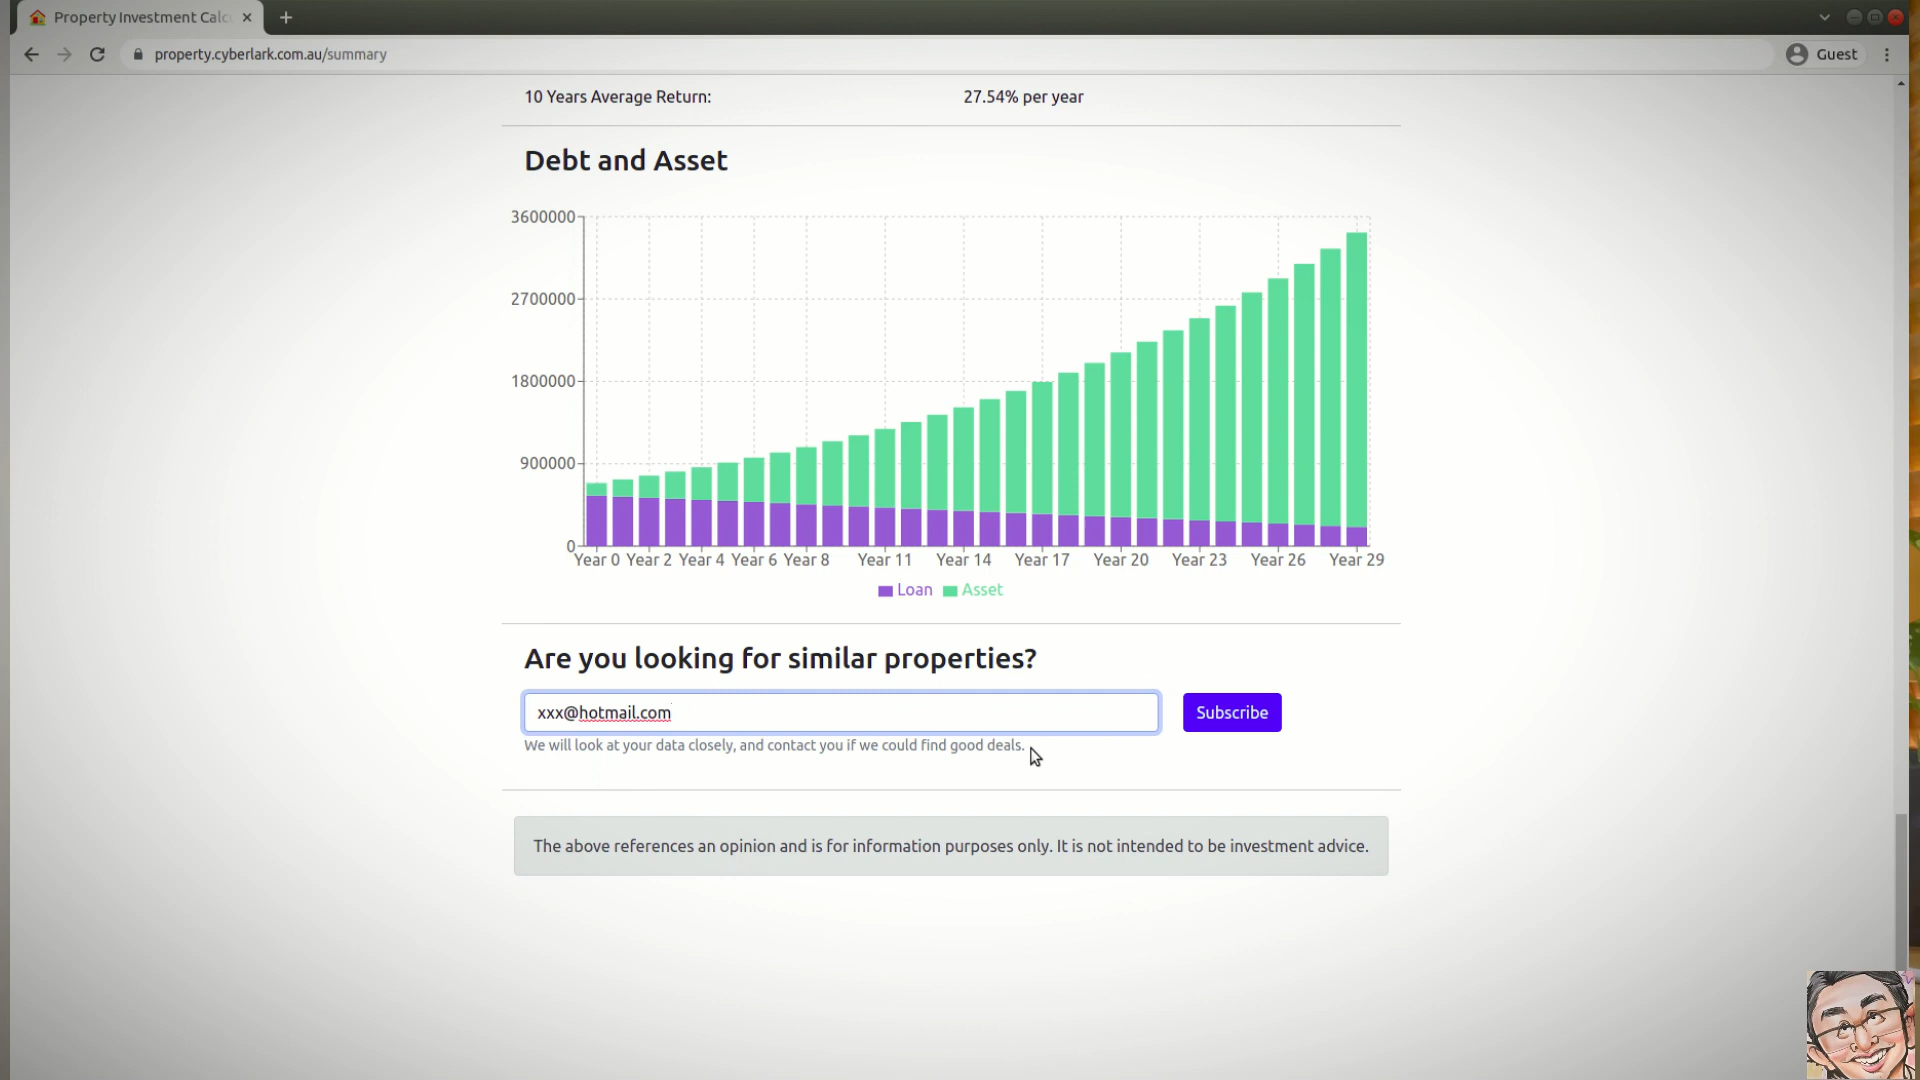 Property Investment Calc
property.cyberlark.com.au/summary
Guest
10 Years Average Return: 27.54% per year
Debt and Asset
3600000
2700000
1800000
900000
0
Year 0 Year 2 Year 4 Year 6 Year 8 Year 11 Year 14 Year 17 Year 20 Year 23 Year 26 Year 29
Loan Asset
Are you looking for similar properties?
xxx@hotmail.com
Subscribe
We will look at your data closely, and contact you if we could find good deals.
The above references an opinion and is for information purposes only. It is not intended to be investment advice.